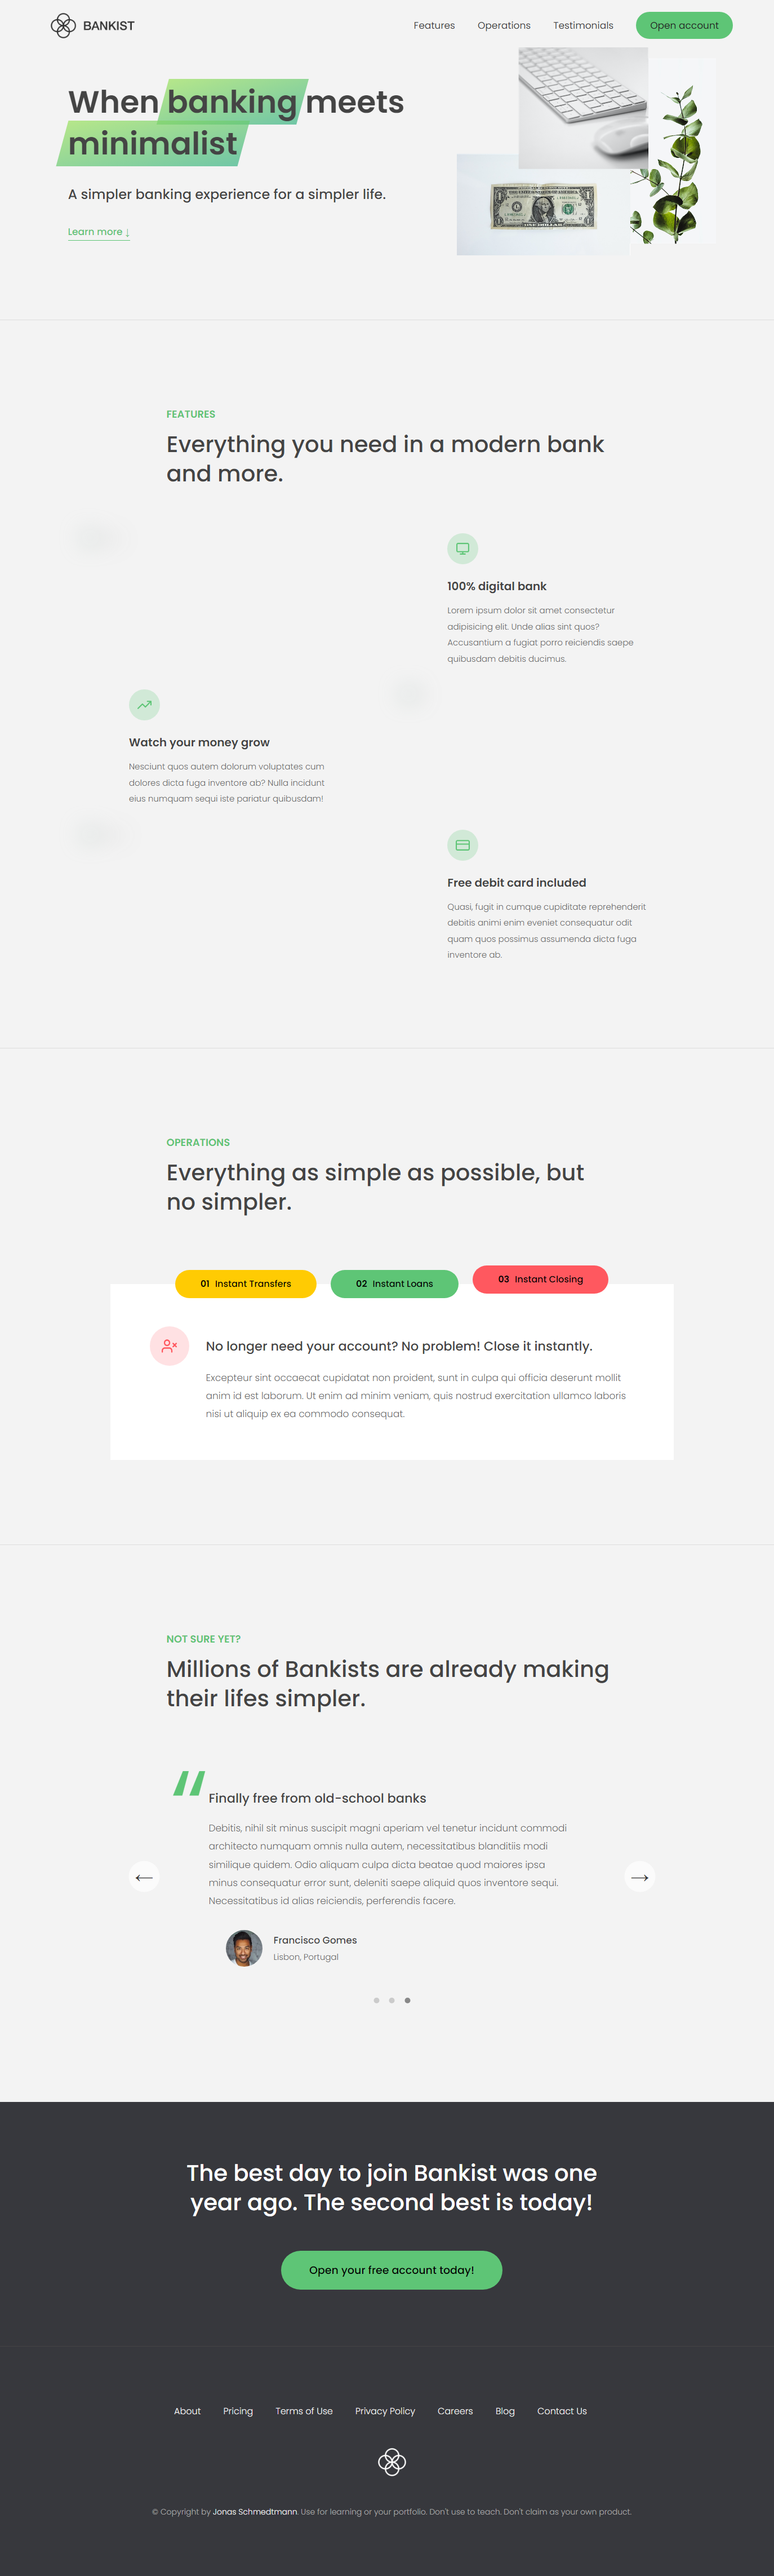 BANKIST
Features
Operations
Testimonials
Open account
When banking meets
minimalist
A simpler banking experience for a simpler life.
Learn more ↓
FEATURES
Everything you need in a modern bank
and more.
100% digital bank
Lorem ipsum dolor sit amet consectetur
adipisicing elit. Unde alias sint quos?
Accusantium a fugiat porro reiciendis saepe
quibusdam debitis ducimus.
Watch your money grow
Nesciunt quos autem dolorum voluptates cum
dolores dicta fuga inventore ab? Nulla incidunt
eius numquam sequi iste pariatur quibusdam!
Free debit card included
Quasi, fugit in cumque cupiditate reprehenderit
debitis animi enim eveniet consequatur odit
quam quos possimus assumenda dicta fuga
inventore ab.
OPERATIONS
Everything as simple as possible, but
no simpler.
01 Instant Transfers
02 Instant Loans
03 Instant Closing
No longer need your account? No problem! Close it instantly.
Excepteur sint occaecat cupidatat non proident, sunt in culpa qui officia deserunt mollit
anim id est laborum. Ut enim ad minim veniam, quis nostrud exercitation ullamco laboris
nisi ut aliquip ex ea commodo consequat.
NOT SURE YET?
Millions of Bankists are already making
their lifes simpler.
“
Finally free from old-school banks
Debitis, nihil sit minus suscipit magni aperiam vel tenetur incidunt commodi
architecto numquam omnis nulla autem, necessitatibus blanditiis modi
similique quidem. Odio aliquam culpa dicta beatae quod maiores ipsa
minus consequatur error sunt, deleniti saepe aliquid quos inventore sequi.
Necessitatibus id alias reiciendis, perferendis facere.
←
→
Francisco Gomes
Lisbon, Portugal
The best day to join Bankist was one
year ago. The second best is today!
Open your free account today!
About
Pricing
Terms of Use
Privacy Policy
Careers
Blog
Contact Us
© Copyright by Jonas Schmedtmann. Use for learning or your portfolio. Don't use to teach. Don't claim as your own product.